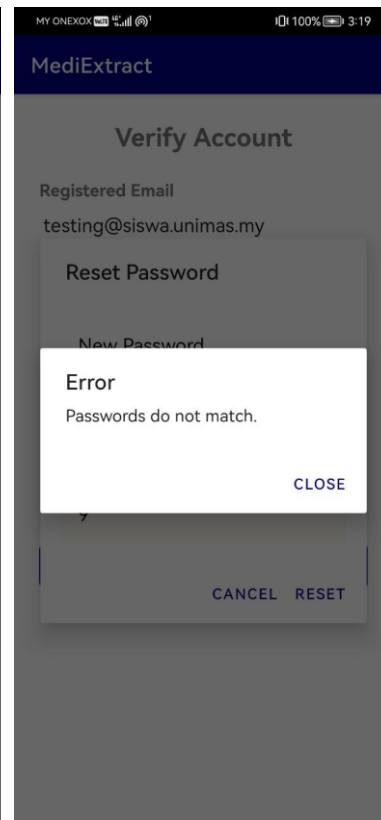 MY ONEXOX 100% 3:19
MediExtract
Verify Account
Registered Email
testing@siswa.unimas.my
Reset Password
New Password
Error
Passwords do not match.
CLOSE
CANCEL RESET